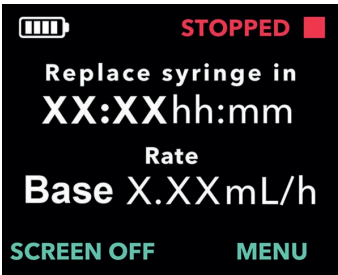 STOPPED
Replace syringe in
XX:XXhh:mm
Rate
Base X.XXmL/h
SCREEN OFF MENU